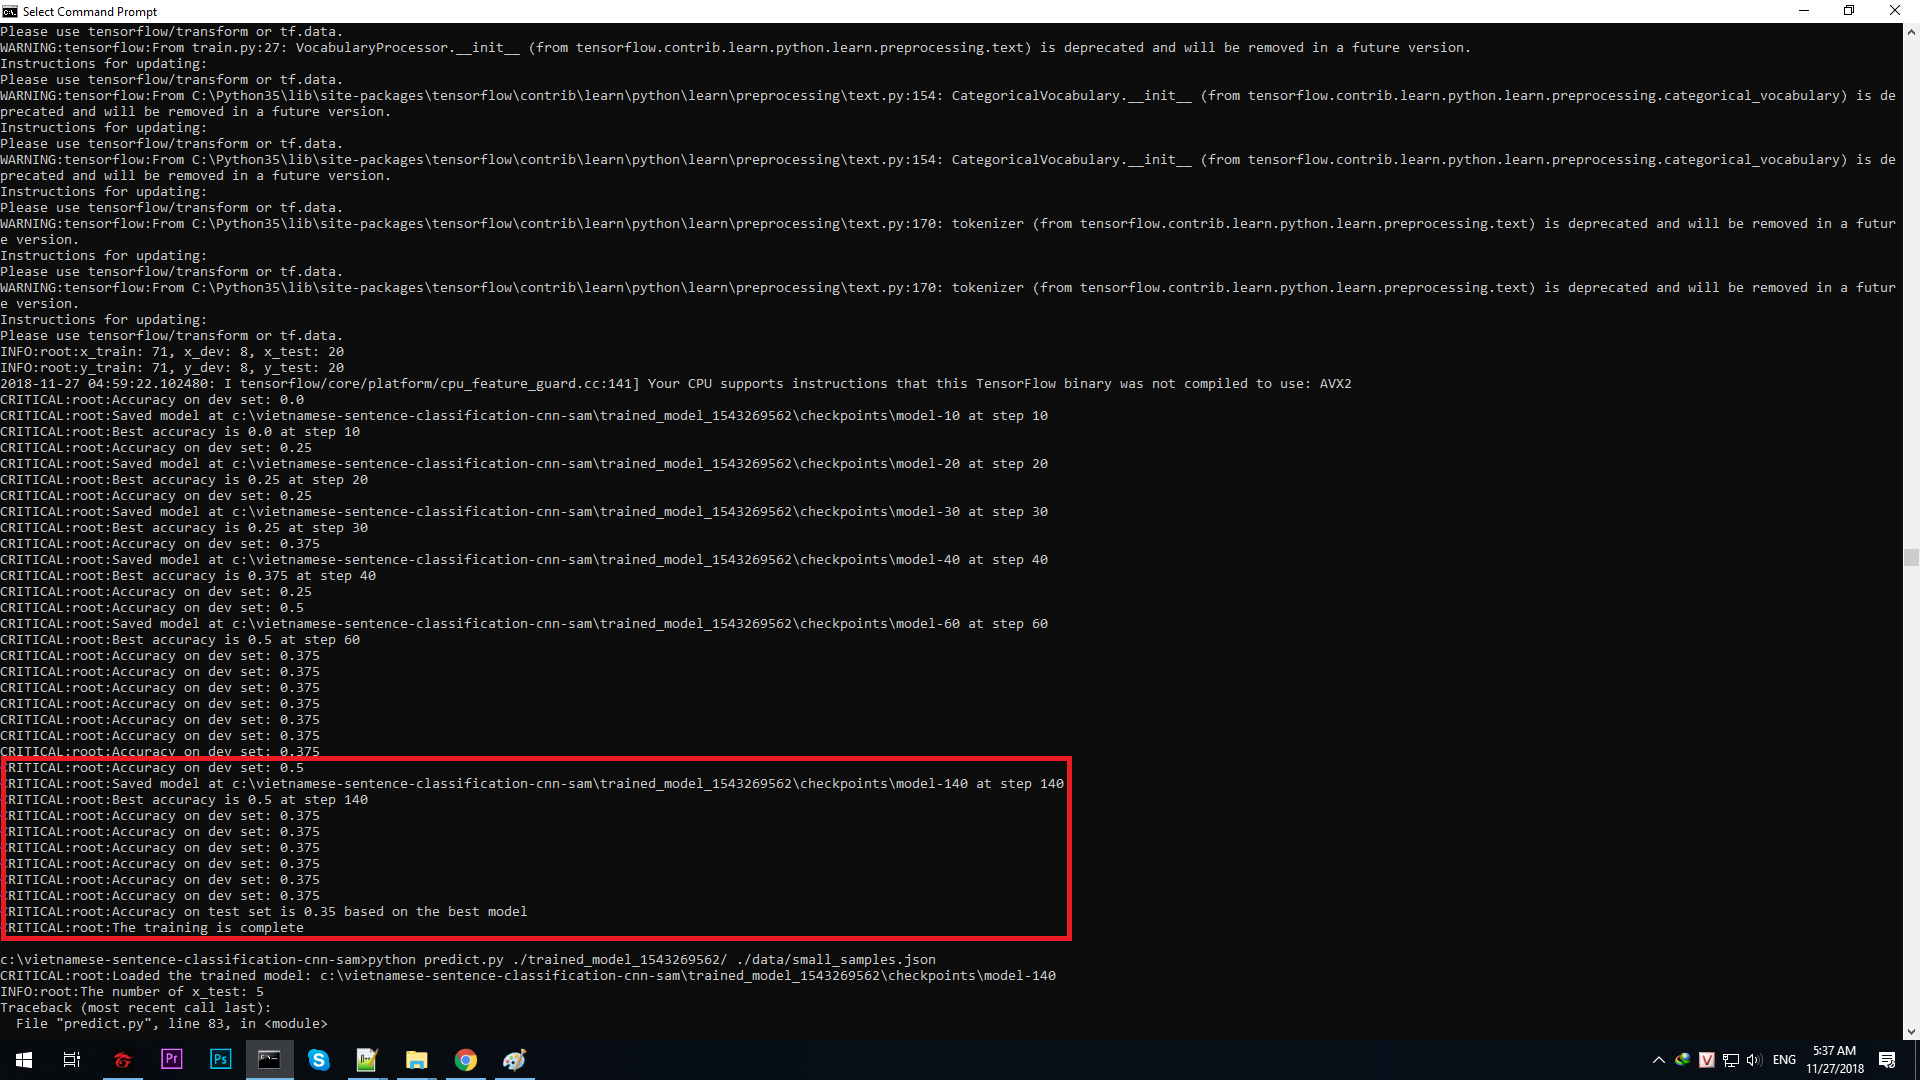 Select Command Prompt
Please use tensorflow/transform or tf.data.
WARNING:tensorflow:From train.py:27: VocabularyProcessor.__init__ (from tensorflow.contrib.learn.python.learn.preprocessing.text) is deprecated and will be removed in a future version.
Instructions for updating:
Please use tensorflow/transform or tf.data.
WARNING:tensorflow:From C:\Python35\lib\site-packages\tensorflow\contrib\learn\python\learn\preprocessing\text.py:154: CategoricalVocabulary.__init__ (from tensorflow.contrib.learn.python.learn.preprocessing.categorical_vocabulary) is de
precated and will be removed in a future version.
Instructions for updating:
Please use tensorflow/transform or tf.data.
WARNING:tensorflow:From C:\Python35\lib\site-packages\tensorflow\contrib\learn\python\learn\preprocessing\text.py:154: CategoricalVocabulary.__init__ (from tensorflow.contrib.learn.python.learn.preprocessing.categorical_vocabulary) is de
precated and will be removed in a future version.
Instructions for updating:
Please use tensorflow/transform or tf.data.
WARNING:tensorflow:From C:\Python35\lib\site-packages\tensorflow\contrib\learn\python\learn\preprocessing\text.py:170: tokenizer (from tensorflow.contrib.learn.python.learn.preprocessing.text) is deprecated and will be removed in a futur
e version.
Instructions for updating:
Please use tensorflow/transform or tf.data.
WARNING:tensorflow:From C:\Python35\lib\site-packages\tensorflow\contrib\learn\python\learn\preprocessing\text.py:170: tokenizer (from tensorflow.contrib.learn.python.learn.preprocessing.text) is deprecated and will be removed in a futur
e version.
Instructions for updating:
Please use tensorflow/transform or tf.data.
INFO:root:x_train: 71, x_dev: 8, x_test: 20
INFO:root:y_train: 71, y_dev: 8, y_test: 20
2018-11-27 04:59:22.102480: I tensorflow/core/platform/cpu_feature_guard.cc:141] Your CPU supports instructions that this TensorFlow binary was not compiled to use: AVX2
CRITICAL:root:Accuracy on dev set: 0.0
CRITICAL:root:Saved model at c:\vietnamese-sentence-classification-cnn-sam\trained_model_1543269562\checkpoints\model-10 at step 10
CRITICAL:root:Best accuracy is 0.0 at step 10
CRITICAL:root:Accuracy on dev set: 0.25
CRITICAL:root:Saved model at c:\vietnamese-sentence-classification-cnn-sam\trained_model_1543269562\checkpoints\model-20 at step 20
CRITICAL:root:Best accuracy is 0.25 at step 20
CRITICAL:root:Accuracy on dev set: 0.25
CRITICAL:root:Saved model at c:\vietnamese-sentence-classification-cnn-sam\trained_model_1543269562\checkpoints\model-30 at step 30
CRITICAL:root:Best accuracy is 0.25 at step 30
CRITICAL:root:Accuracy on dev set: 0.375
CRITICAL:root:Saved model at c:\vietnamese-sentence-classification-cnn-sam\trained_model_1543269562\checkpoints\model-40 at step 40
CRITICAL:root:Best accuracy is 0.375 at step 40
CRITICAL:root:Accuracy on dev set: 0.25
CRITICAL:root:Accuracy on dev set: 0.5
CRITICAL:root:Saved model at c:\vietnamese-sentence-classification-cnn-sam\trained_model_1543269562\checkpoints\model-60 at step 60
CRITICAL:root:Best accuracy is 0.5 at step 60
CRITICAL:root:Accuracy on dev set: 0.375
CRITICAL:root:Accuracy on dev set: 0.375
CRITICAL:root:Accuracy on dev set: 0.375
CRITICAL:root:Accuracy on dev set: 0.375
CRITICAL:root:Accuracy on dev set: 0.375
CRITICAL:root:Accuracy on dev set: 0.375
CRITICAL:root:Accuracy on dev set: 0.375
CRITICAL:root:Accuracy on dev set: 0.5
CRITICAL:root:Saved model at c:\vietnamese-sentence-classification-cnn-sam\trained_model_1543269562\checkpoints\model-140 at step 140
CRITICAL:root:Best accuracy is 0.5 at step 140
CRITICAL:root:Accuracy on dev set: 0.375
CRITICAL:root:Accuracy on dev set: 0.375
CRITICAL:root:Accuracy on dev set: 0.375
CRITICAL:root:Accuracy on dev set: 0.375
CRITICAL:root:Accuracy on dev set: 0.375
CRITICAL:root:Accuracy on dev set: 0.375
CRITICAL:root:Accuracy on test set is 0.35 based on the best model
CRITICAL:root:The training is complete
c:\vietnamese-sentence-classification-cnn-sam>python predict.py ./trained_model_1543269562/ ./data/small_samples.json
CRITICAL:root:Loaded the trained model: c:\vietnamese-sentence-classification-cnn-sam\trained_model_1543269562\checkpoints\model-140
INFO:root:The number of x_test: 5
Traceback (most recent call last):
  File "predict.py", line 83, in <module>
Pr
Ps
V
ENG
5:37 AM
11/27/2018